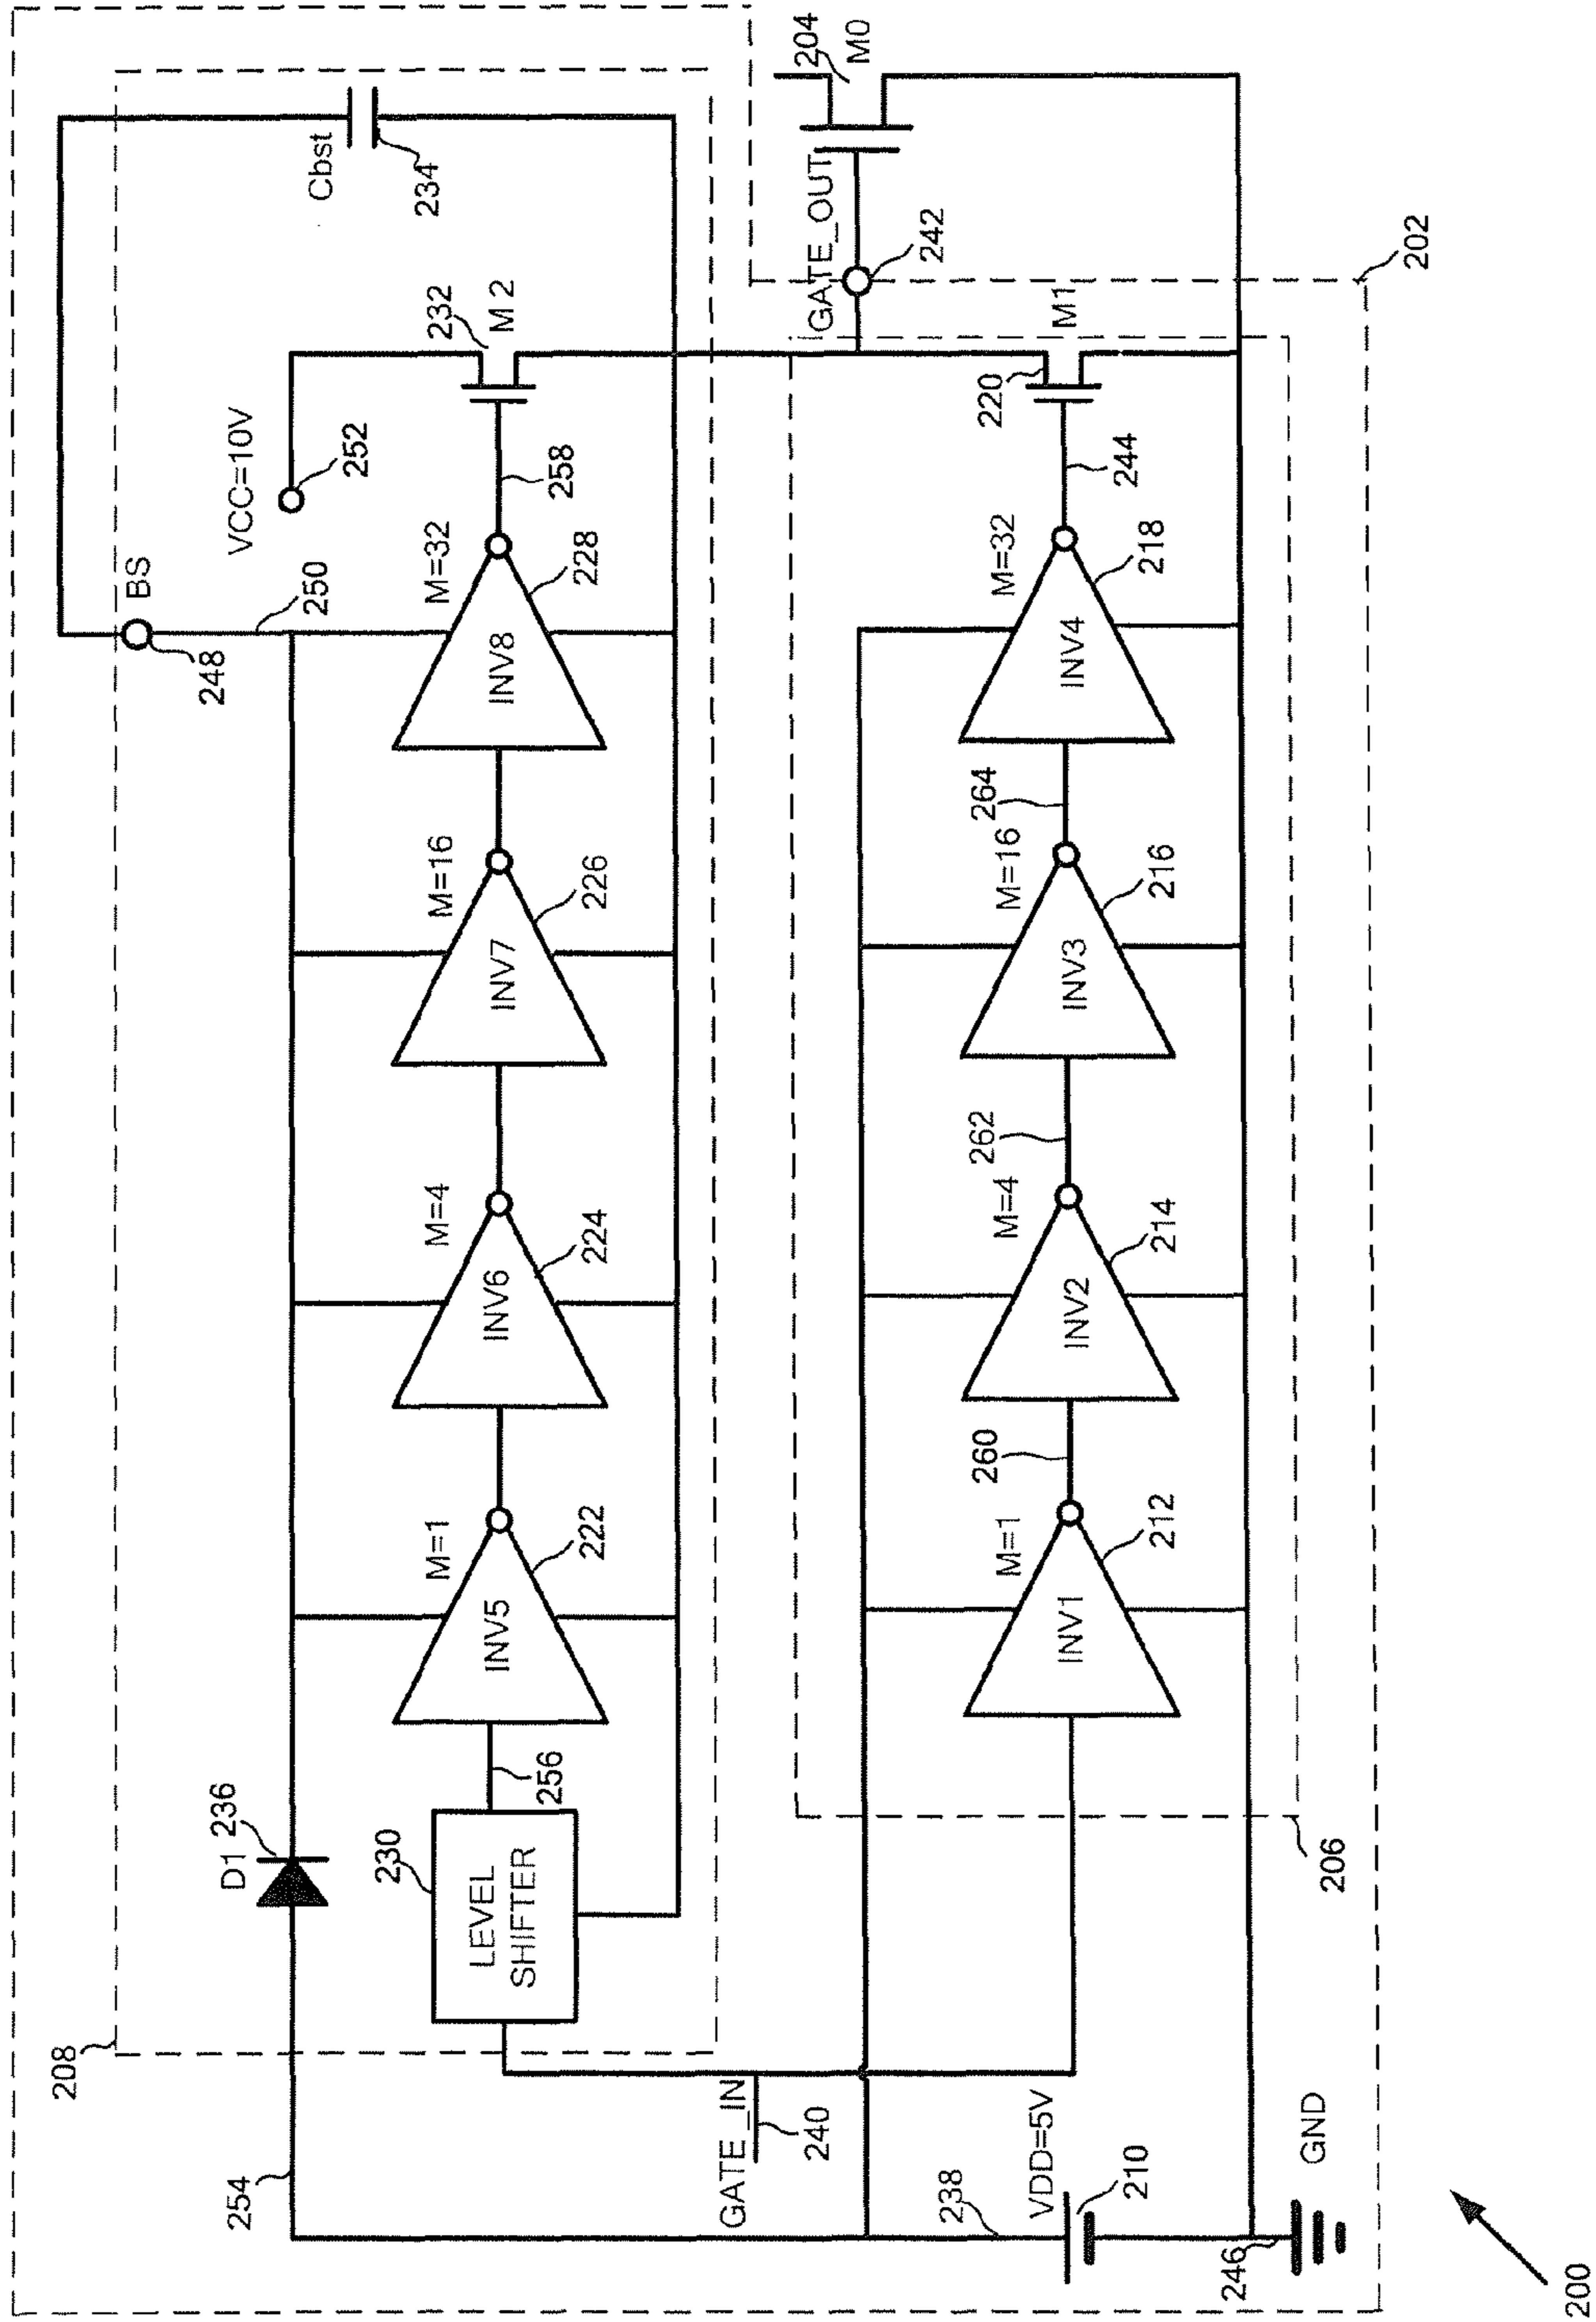 BS
248
250
VCC=10V
252
Cbst
234
D1
236
254
208
LEVEL
SHIFTER
230
256
INV5
M=1
222
INV6
M=4
224
INV7
M=16
226
INV8
M=32
228
258
232
M 2
204
M0
GATE_OUT
242
202
GATE_IN
240
238
VDD=5V
210
246
GND
INV1
M=1
212
260
INV2
M=4
214
262
INV3
M=16
216
264
INV4
M=32
218
244
220
M1
206
200